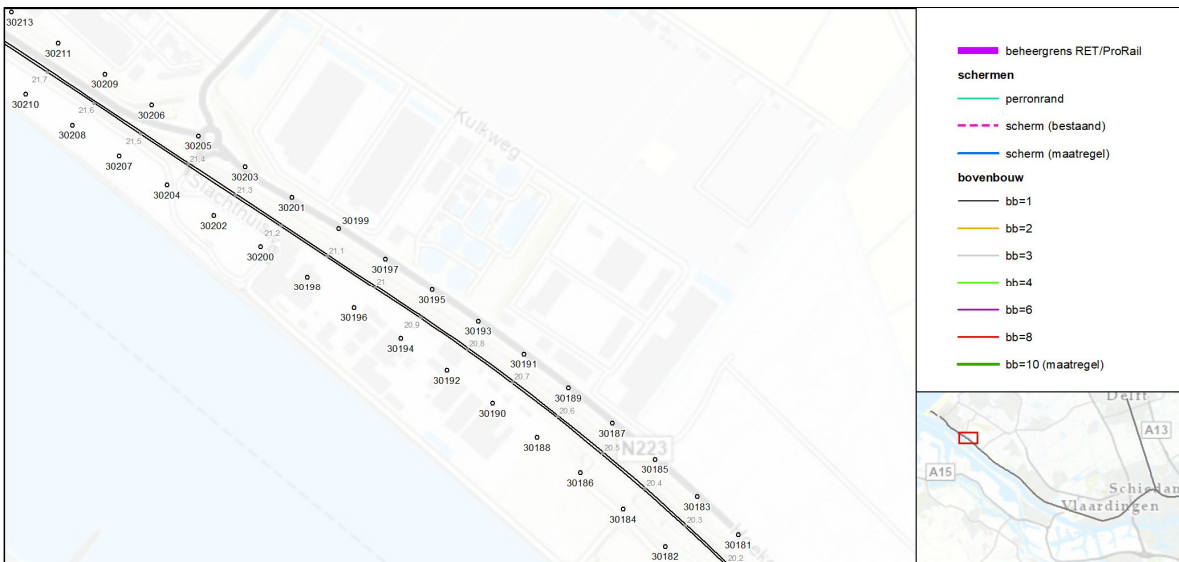 30213
30211
30209
30206
30205
30203
30201
30199
30197
30195
30193
30191
30189
30187
30185
30183
30181
30210
30208
30207
30204
30202
30200
30198
30196
30194
30192
30190
30188
30186
30184
30182
21,7
21,6
21,5
21,4
21,3
21,2
21,1
21
20,9
20,8
20,7
20,6
20,5
20,4
20,3
20,2
Kulkweg
N223
beheergrens RET/ProRail
schermen
perronrand
scherm (bestaand)
scherm (maatregel)
bovenbouw
bb=1
bb=2
bb=3
bb=4
bb=6
bb=8
bb=10 (maatregel)
Delft
A13
A15
Schiedam
Vlaardingen